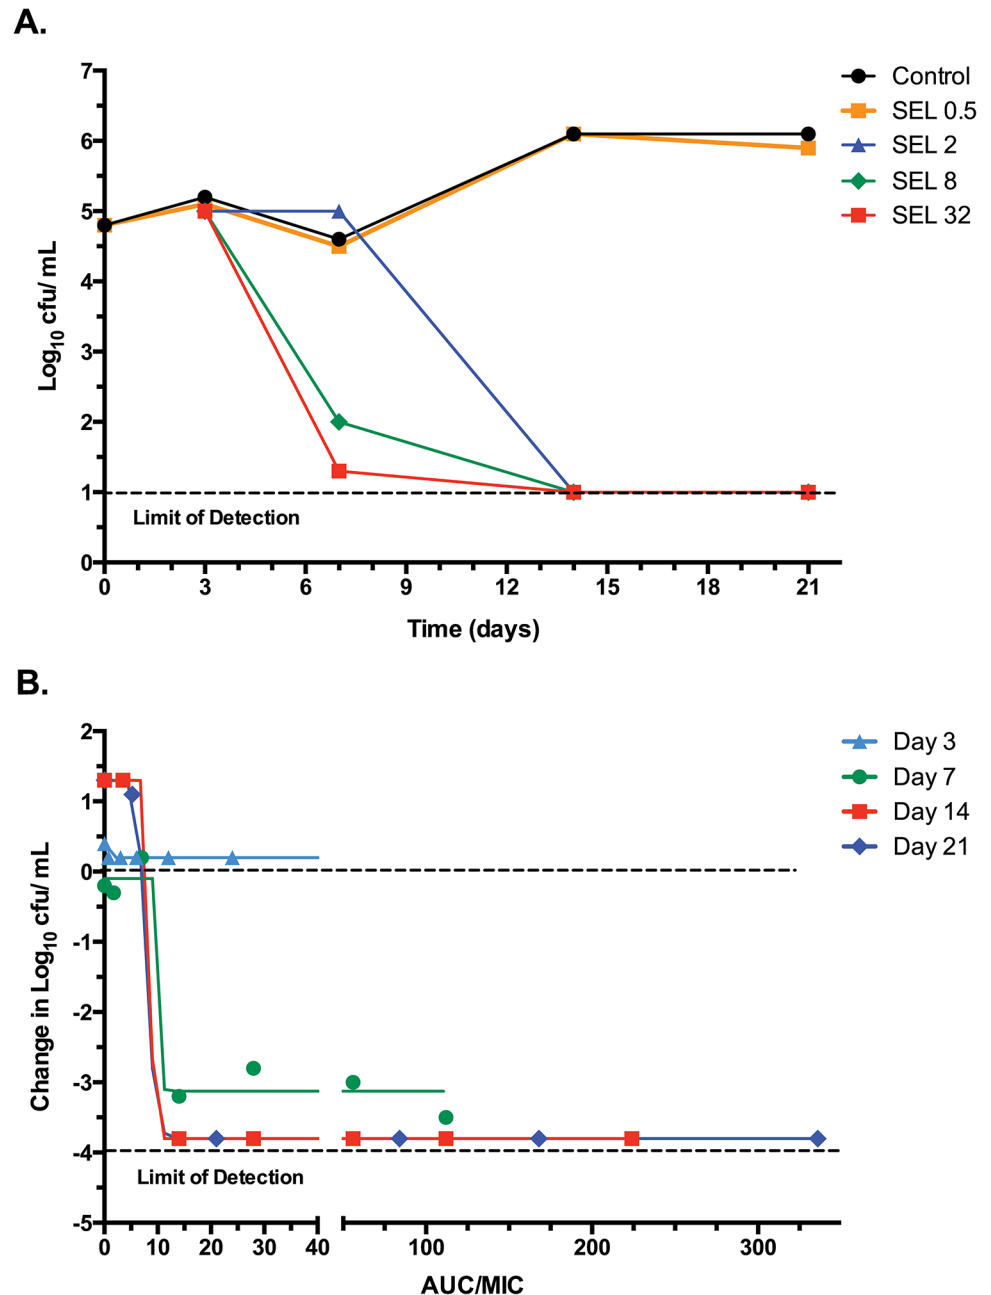 A.
7
6
5
4
3
2
1
0
Log10 cfu/ mL
Limit of Detection
0 3 6 9 12 15 18 21
Time (days)
Control
SEL 0.5
SEL 2
SEL 8
SEL 32
B.
2
1
0
-1
-2
-3
-4
-5
Change in Log10 cfu/ mL
Limit of Detection
0 10 20 30 40 100 200 300
AUC/MIC
Day 3
Day 7
Day 14
Day 21